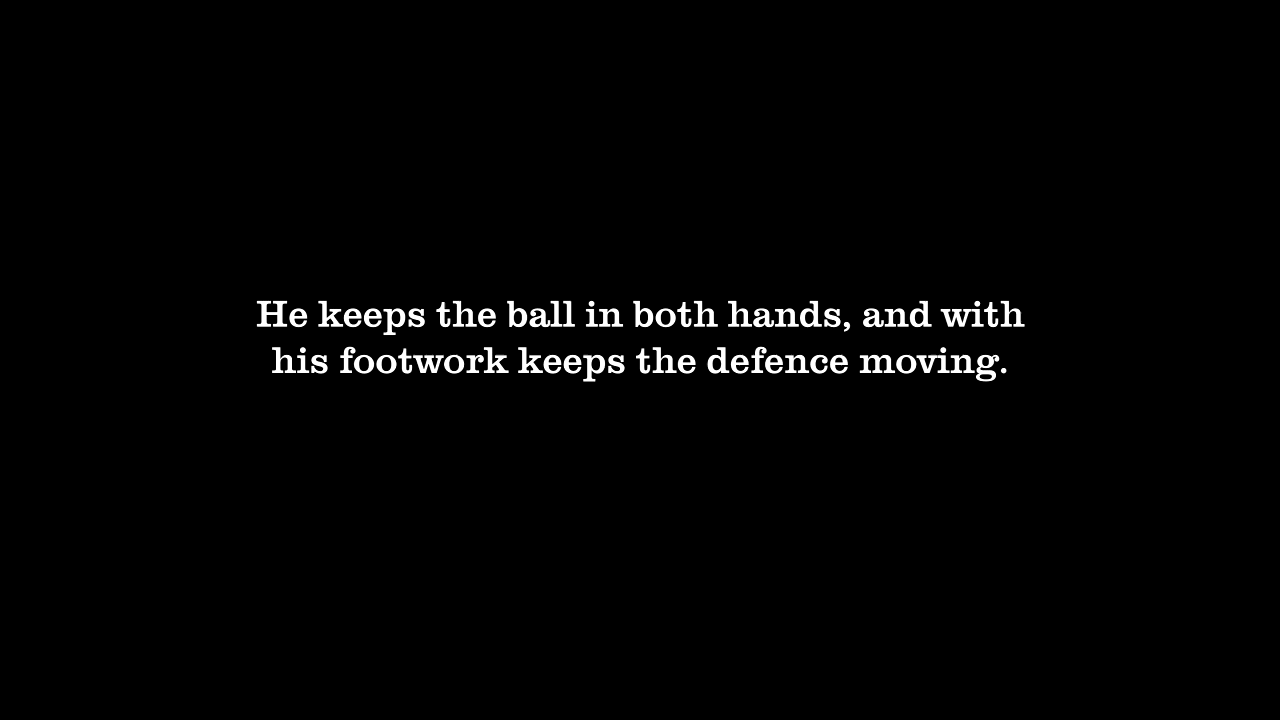 He keeps the ball in both hands, and with
his footwork keeps the defence moving.